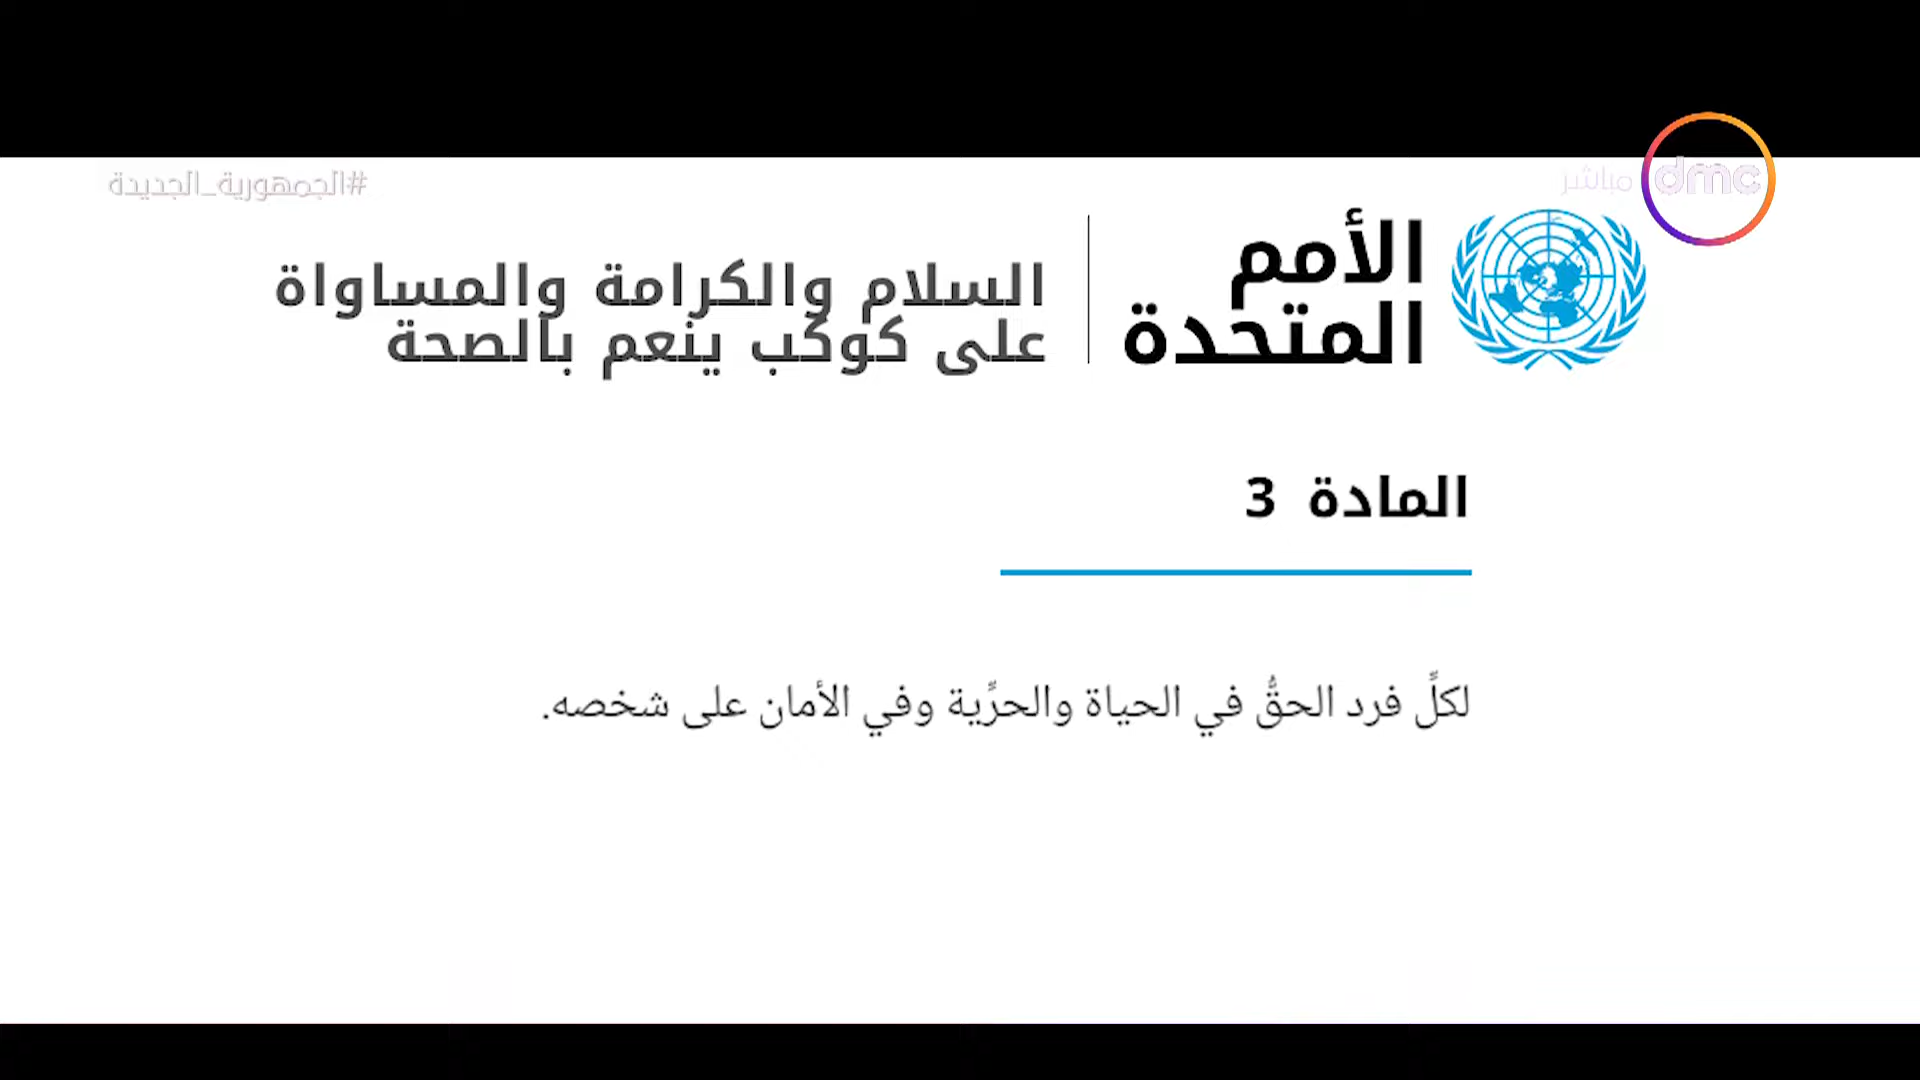 dmc
مباشر
#الجمهورية_الجديدة
الأمم
المتحدة
السلام والكرامة والمساواة
على كوكب ينعم بالصحة
المادة 3
لكلِّ فرد الحقُّ في الحياة والحرِّية وفي الأمان على شخصه.